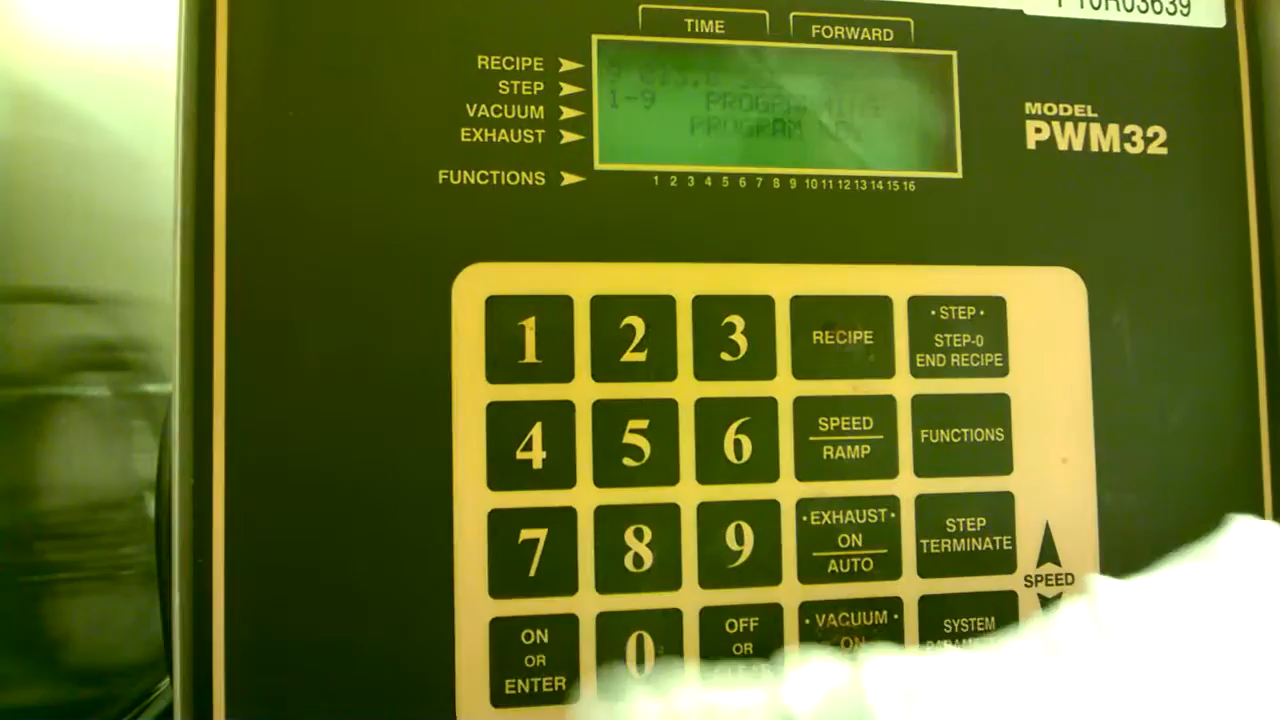 TIME FORWARD
RECIPE
STEP
VACUUM
EXHAUST
FUNCTIONS
1-9
PROGRAM
1 2 3 4 5 6 7 8 9 10 11 12 13 14 15 16
MODEL
PWM32
1 2 3 RECIPE
• STEP •
STEP-0
END RECIPE
4 5 6
SPEED
RAMP
FUNCTIONS
7 8 9
• EXHAUST •
ON
AUTO
STEP
TERMINATE
SPEED
ON
OR
ENTER
0
OFF
OR
• VACUUM •
ON
SYSTEM